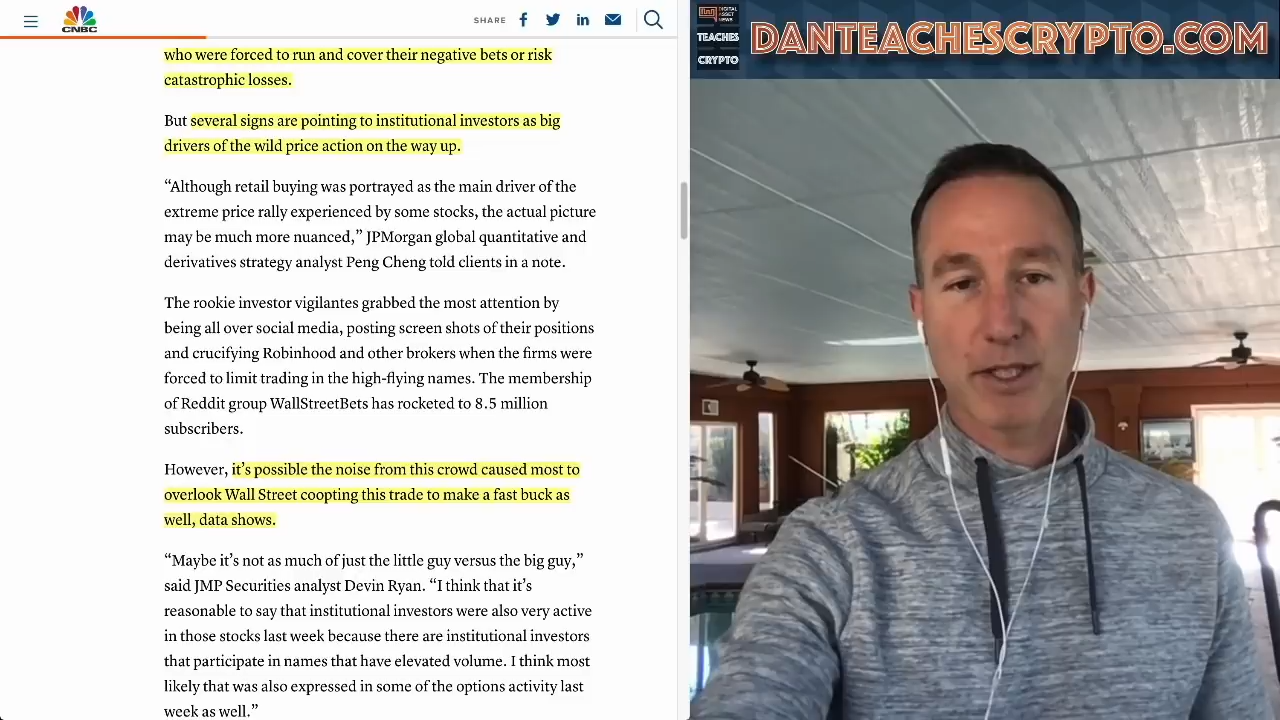 CNBC
SHARE
who were forced to run and cover their negative bets or risk
catastrophic losses.
But several signs are pointing to institutional investors as big
drivers of the wild price action on the way up.
“Although retail buying was portrayed as the main driver of the
extreme price rally experienced by some stocks, the actual picture
may be much more nuanced,” JPMorgan global quantitative and
derivatives strategy analyst Peng Cheng told clients in a note.
The rookie investor vigilantes grabbed the most attention by
being all over social media, posting screen shots of their positions
and crucifying Robinhood and other brokers when the firms were
forced to limit trading in the high-flying names. The membership
of Reddit group WallStreetBets has rocketed to 8.5 million
subscribers.
However, it’s possible the noise from this crowd caused most to
overlook Wall Street coopting this trade to make a fast buck as
well, data shows.
“Maybe it’s not as much of just the little guy versus the big guy,”
said JMP Securities analyst Devin Ryan. “I think that it’s
reasonable to say that institutional investors were also very active
in those stocks last week because there are institutional investors
that participate in names that have elevated volume. I think most
likely that was also expressed in some of the options activity last
week as well.”
DIGITAL
ASSET
NEWS
TEACHES
CRYPTO
DANTEACHESCRYPTO.COM